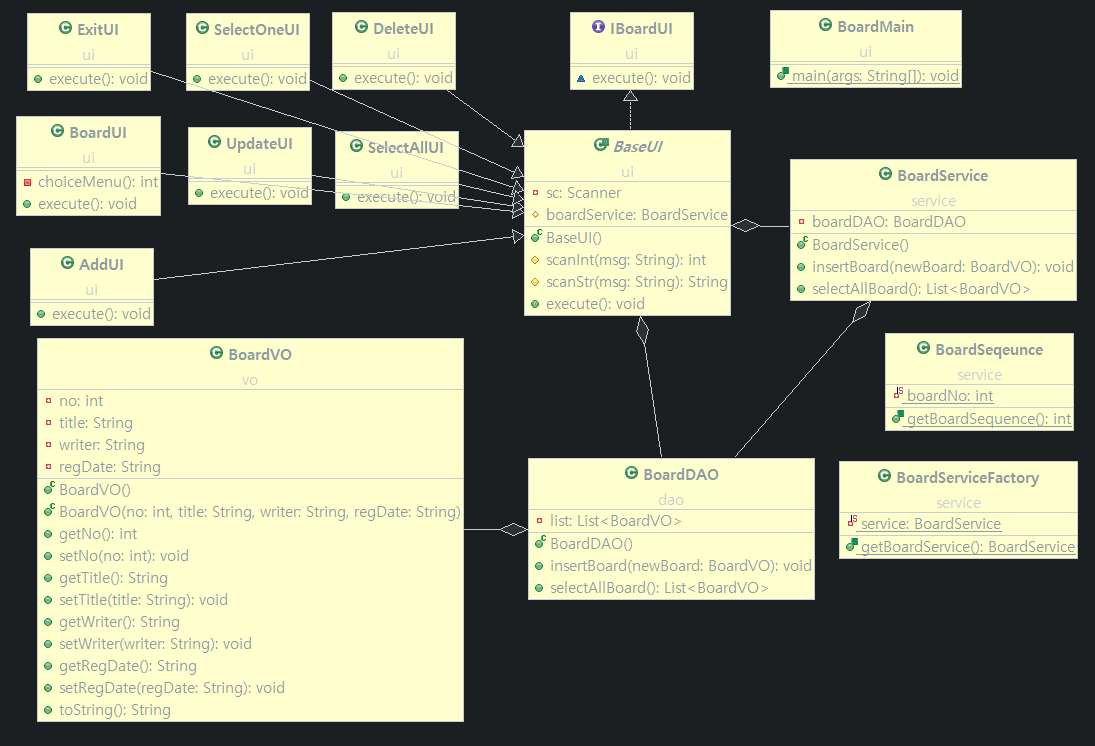 ExitUI
ui
execute(): void
SelectOneUI
ui
execute(): void
DeleteUI
ui
execute(): void
IBoardUI
ui
execute(): void
BoardMain
ui
main(args: String[]): void
BoardUI
ui
choiceMenu(): int
execute(): void
UpdateUI
ui
execute(): void
SelectAllUI
ui
execute(): void
BaseUI
ui
sc: Scanner
boardService: BoardService
BaseUI()
scanInt(msg: String): int
scanStr(msg: String): String
execute(): void
BoardService
service
boardDAO: BoardDAO
BoardService()
insertBoard(newBoard: BoardVO): void
selectAllBoard(): List<BoardVO>
AddUI
ui
execute(): void
BoardVO
vo
no: int
title: String
writer: String
regDate: String
BoardVO()
BoardVO(no: int, title: String, writer: String, regDate: String)
getNo(): int
setNo(no: int): void
getTitle(): String
setTitle(title: String): void
getWriter(): String
setWriter(writer: String): void
getRegDate(): String
setRegDate(regDate: String): void
toString(): String
BoardSeqeunce
service
boardNo: int
getBoardSequence(): int
BoardDAO
dao
list: List<BoardVO>
BoardDAO()
insertBoard(newBoard: BoardVO): void
selectAllBoard(): List<BoardVO>
BoardServiceFactory
service
service: BoardService
getBoardService(): BoardService